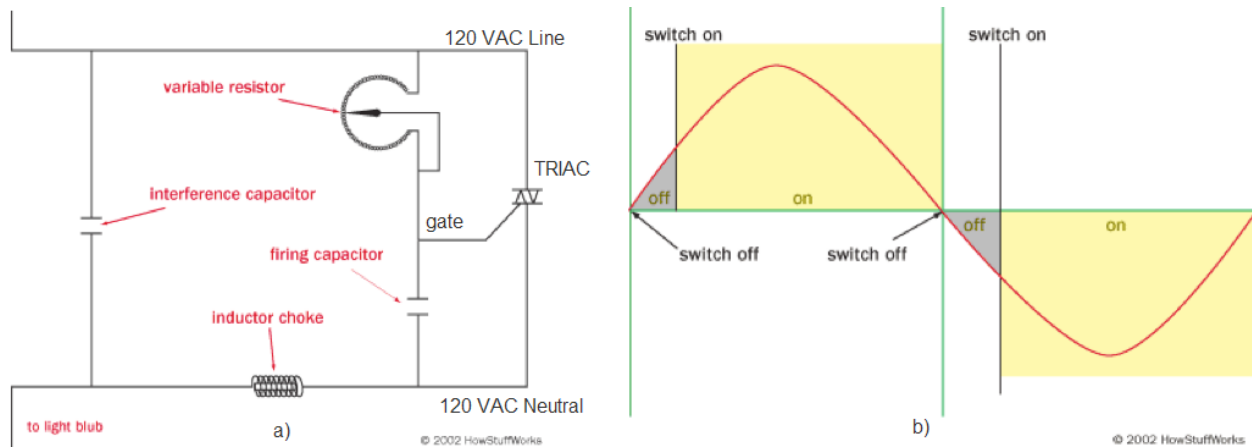 120 VAC Line
variable resistor
TRIAC
interference capacitor
gate
firing capacitor
inductor choke
120 VAC Neutral
to light blub
a)
© 2002 HowStuffWorks
switch on
switch on
off
on
off
on
switch off
switch off
b)
© 2002 HowStuffWorks